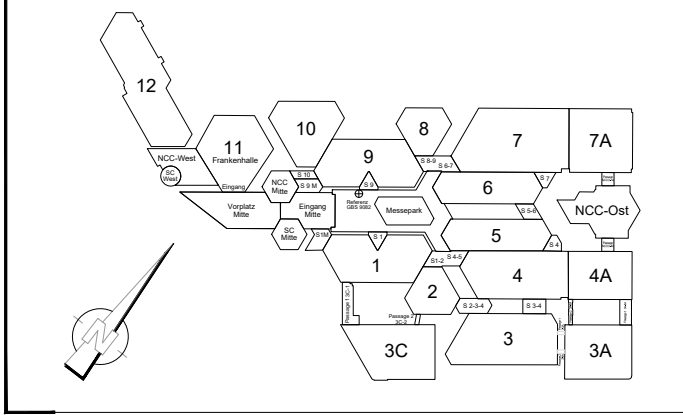 12
NCC-West
SC
West
11
Frankenhalle
Eingang
10
9
8
S 8-9
S 6-7
7
7A
S 10
S 9 M
S 9
NCC
Mitte
Vorplatz
Mitte
Eingang
Mitte
Referenz
GBS 9082
Messepark
6
S 7
S 5-6
5
S 4
NCC-Ost
SC
Mitte
S1M
S 1
1
S1-2
S 4-5
4
4A
2
S 2-3-4
S 3-4
3
3A
Passage 1 3C-1
Passage 2
3C-2
3C
N